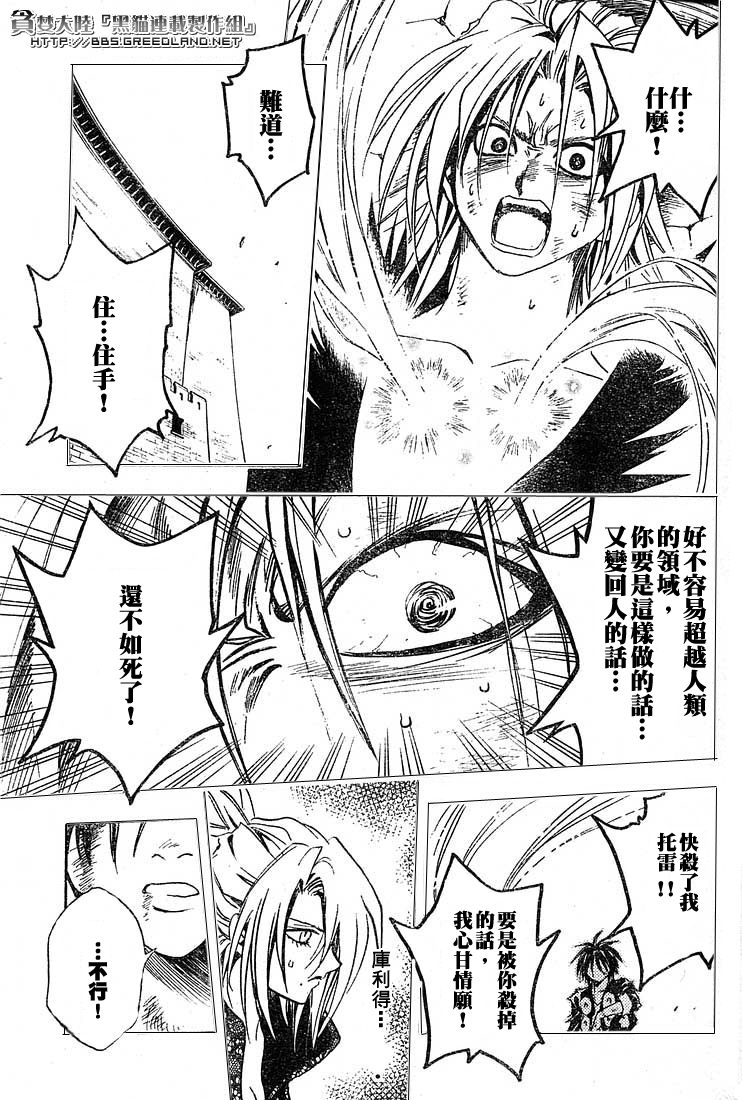 貪婪大陸『黑貓連載製作組』
HTTP://BBS.GREEDLAND.NET
什…
什麼！
難道…
住…
住手！
好不容易超越人類
的領域，
你要是這樣做的話…
又變回人的話…
還不如死了！
快殺了我
托雷!!
要是被你殺掉
的話，
我心甘情願！
庫利得…
…不行！